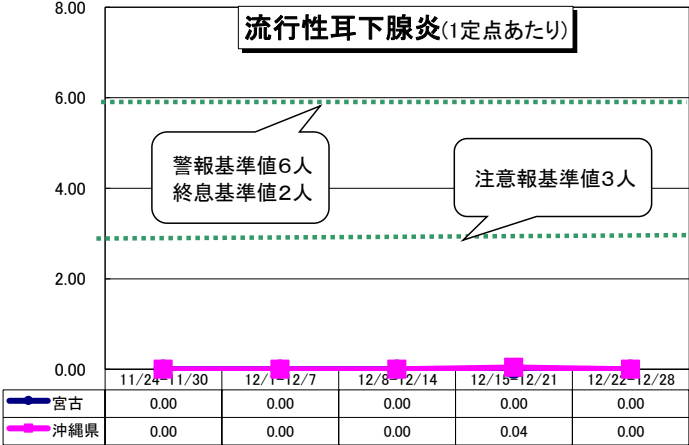 流行性耳下腺炎(1定点あたり)
8.00
6.00
警報基準値6人
終息基準値2人
注意報基準値3人
4.00
2.00
0.00
11/24-11/30 12/1-12/7 12/8-12/14 12/15-12/21 12/22-12/28
宮古 0.00 0.00 0.00 0.00 0.00
沖縄県 0.00 0.00 0.00 0.04 0.00